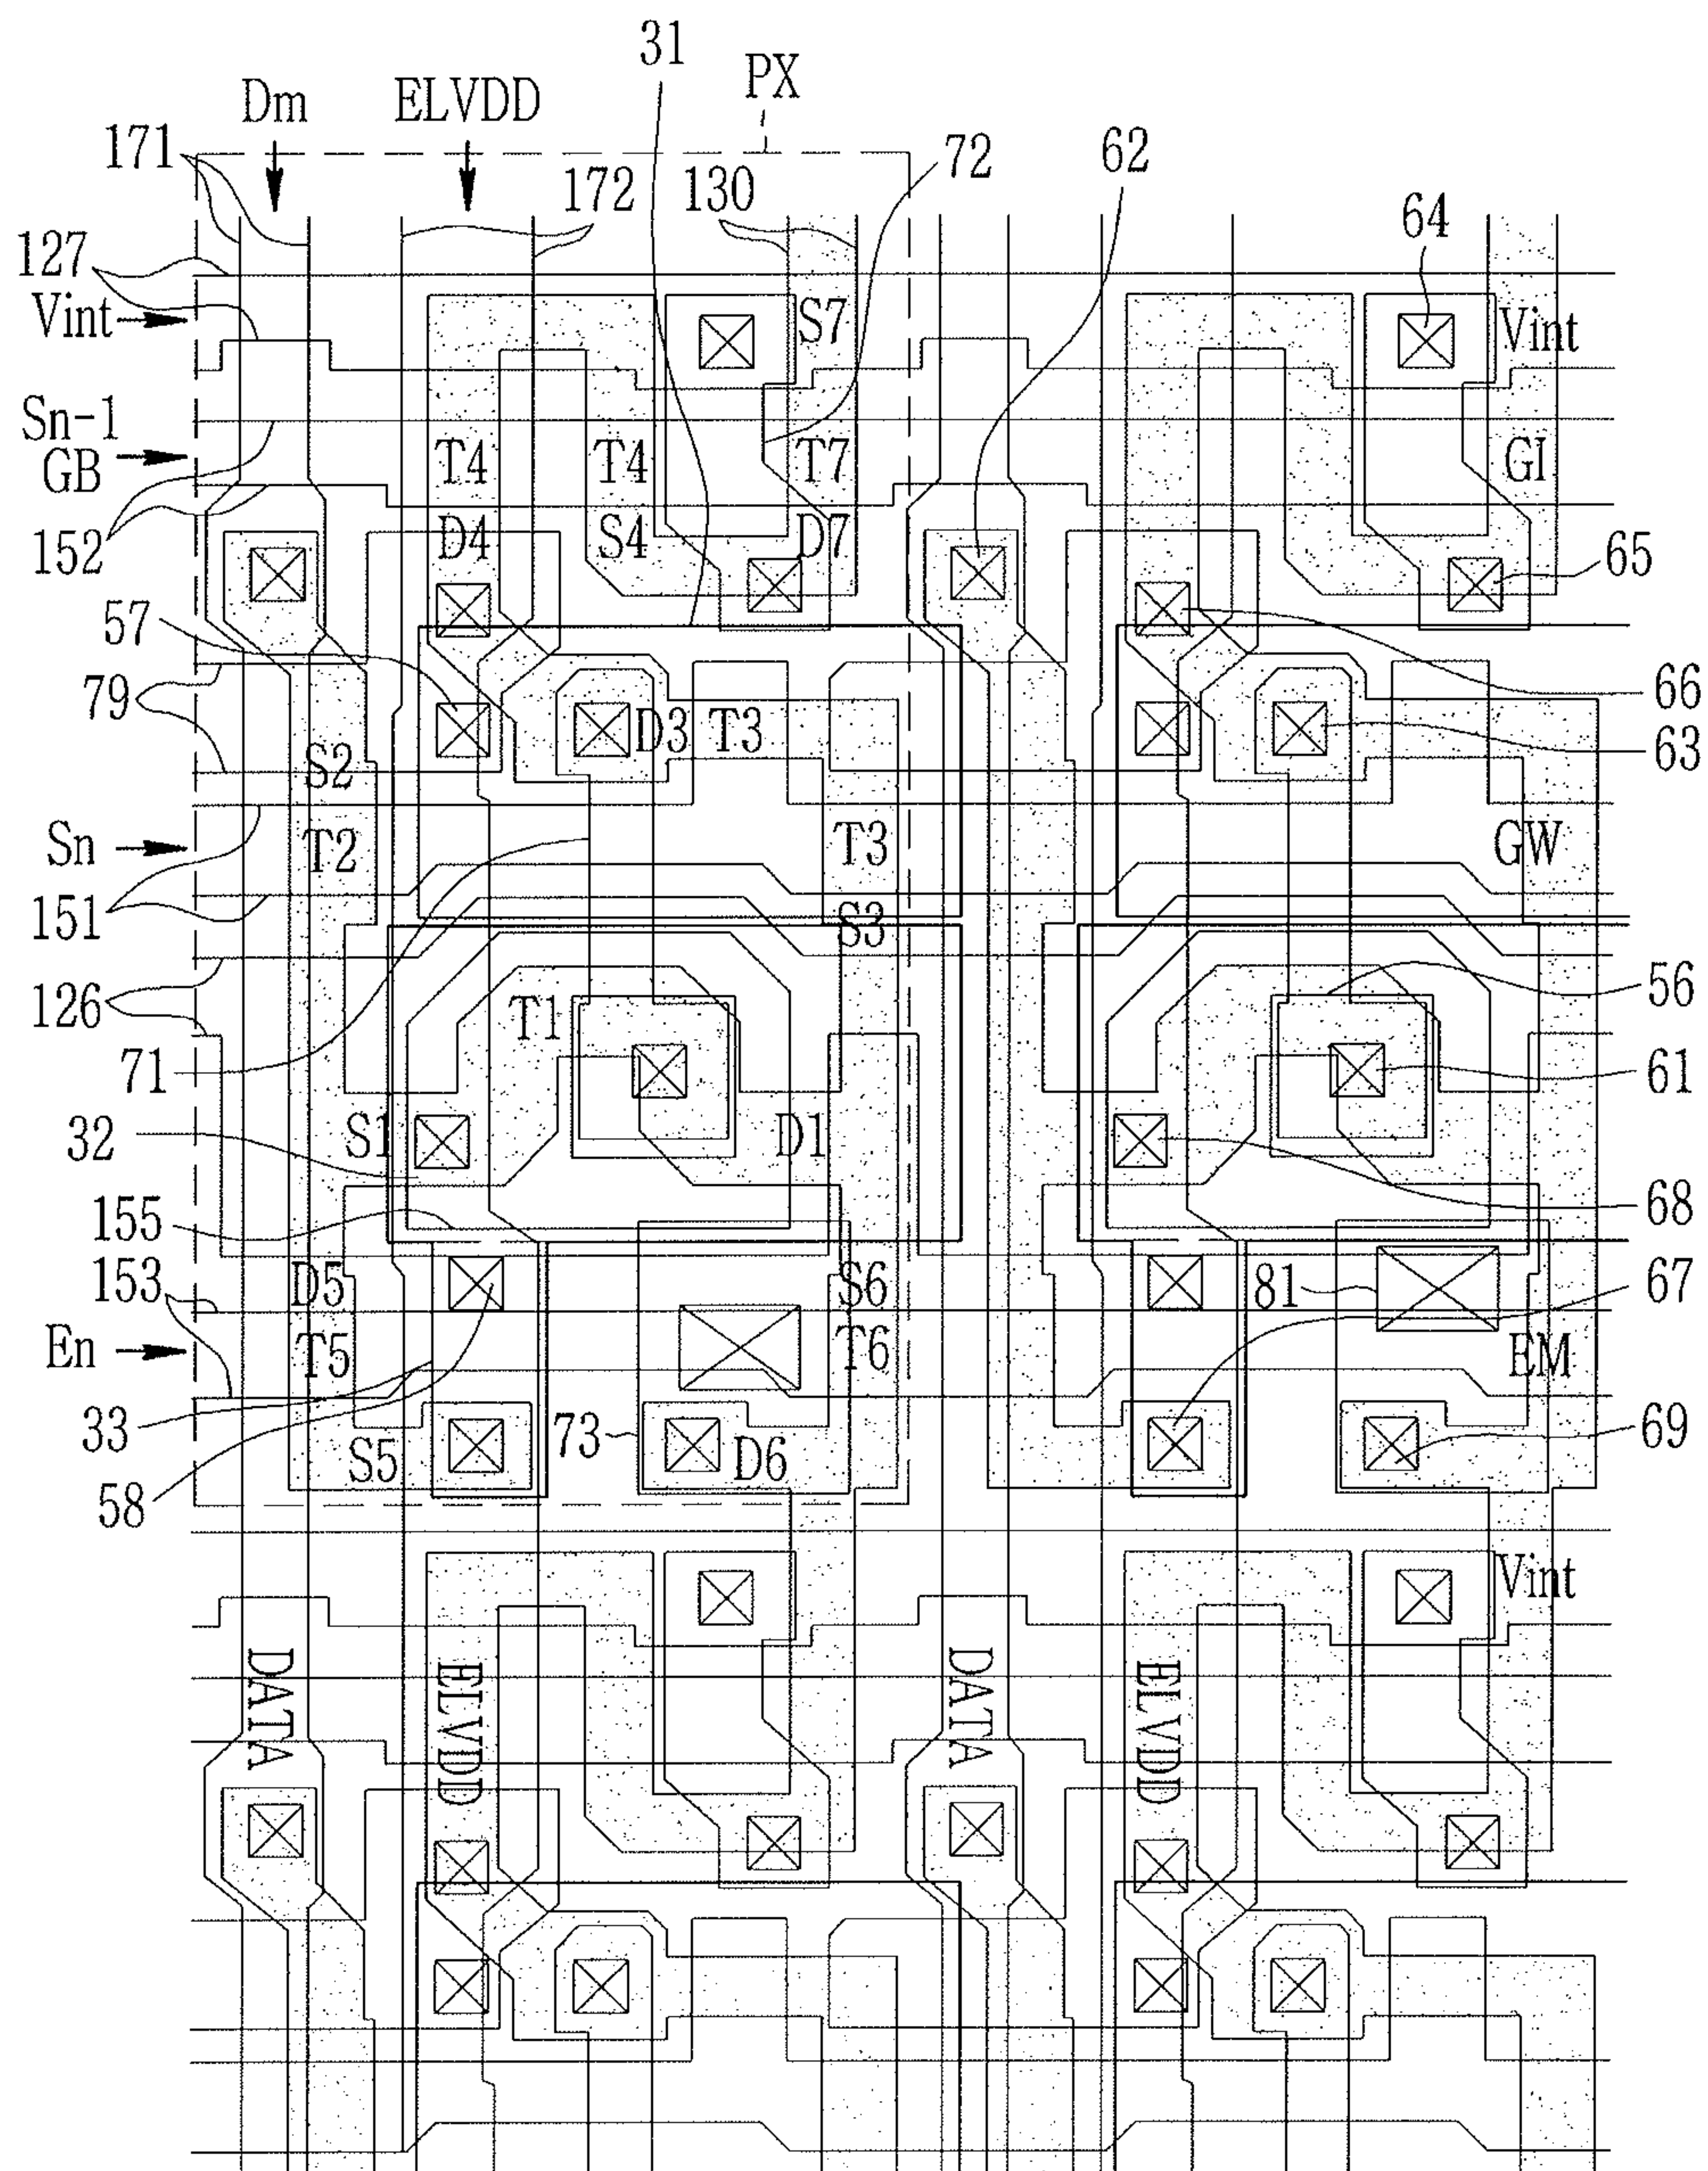 31
PX
Dm
ELVDD
171
72
62
172
130
64
127
Vint
S7
Vint
Sn-1
GB
T4
T4
T7
GI
152
D4
S4
D7
65
57
66
79
D3
T3
63
S2
Sn
T2
T3
GW
151
S3
126
56
T1
71
61
32
S1
D1
155
68
153
D5
S6
81
67
En
T5
T6
EM
33
73
69
S5
D6
58
Vint
DATA
ELVDD
DATA
ELVDD